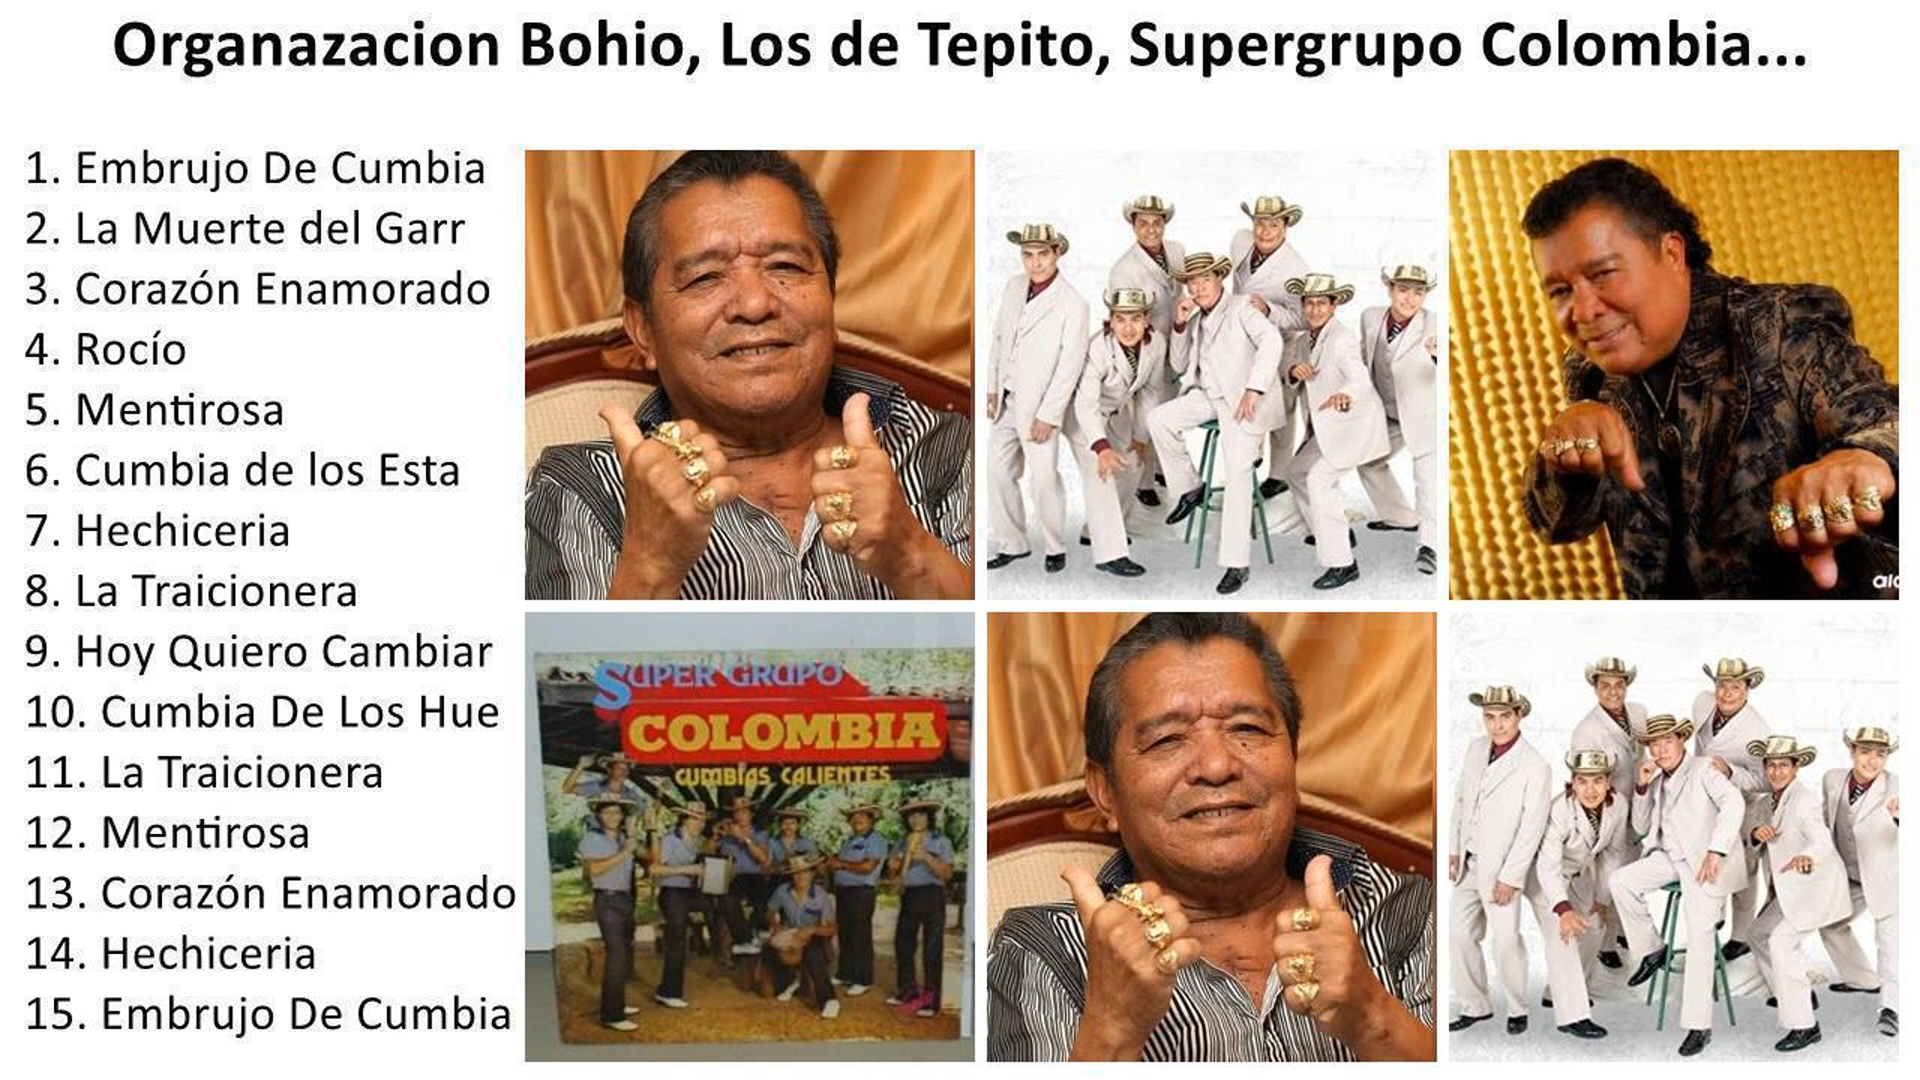 Organazacion Bohio, Los de Tepito, Supergrupo Colombia...
1. Embrujo De Cumbia
2. La Muerte del Garr
3. Corazón Enamorado
4. Rocío
5. Mentirosa
6. Cumbia de los Esta
7. Hechiceria
8. La Traicionera
9. Hoy Quiero Cambiar
10. Cumbia De Los Hue
11. La Traicionera
12. Mentirosa
13. Corazón Enamorado
14. Hechiceria
15. Embrujo De Cumbia
SUPER GRUPO
COLOMBIA
CUMBIAS CALIENTES